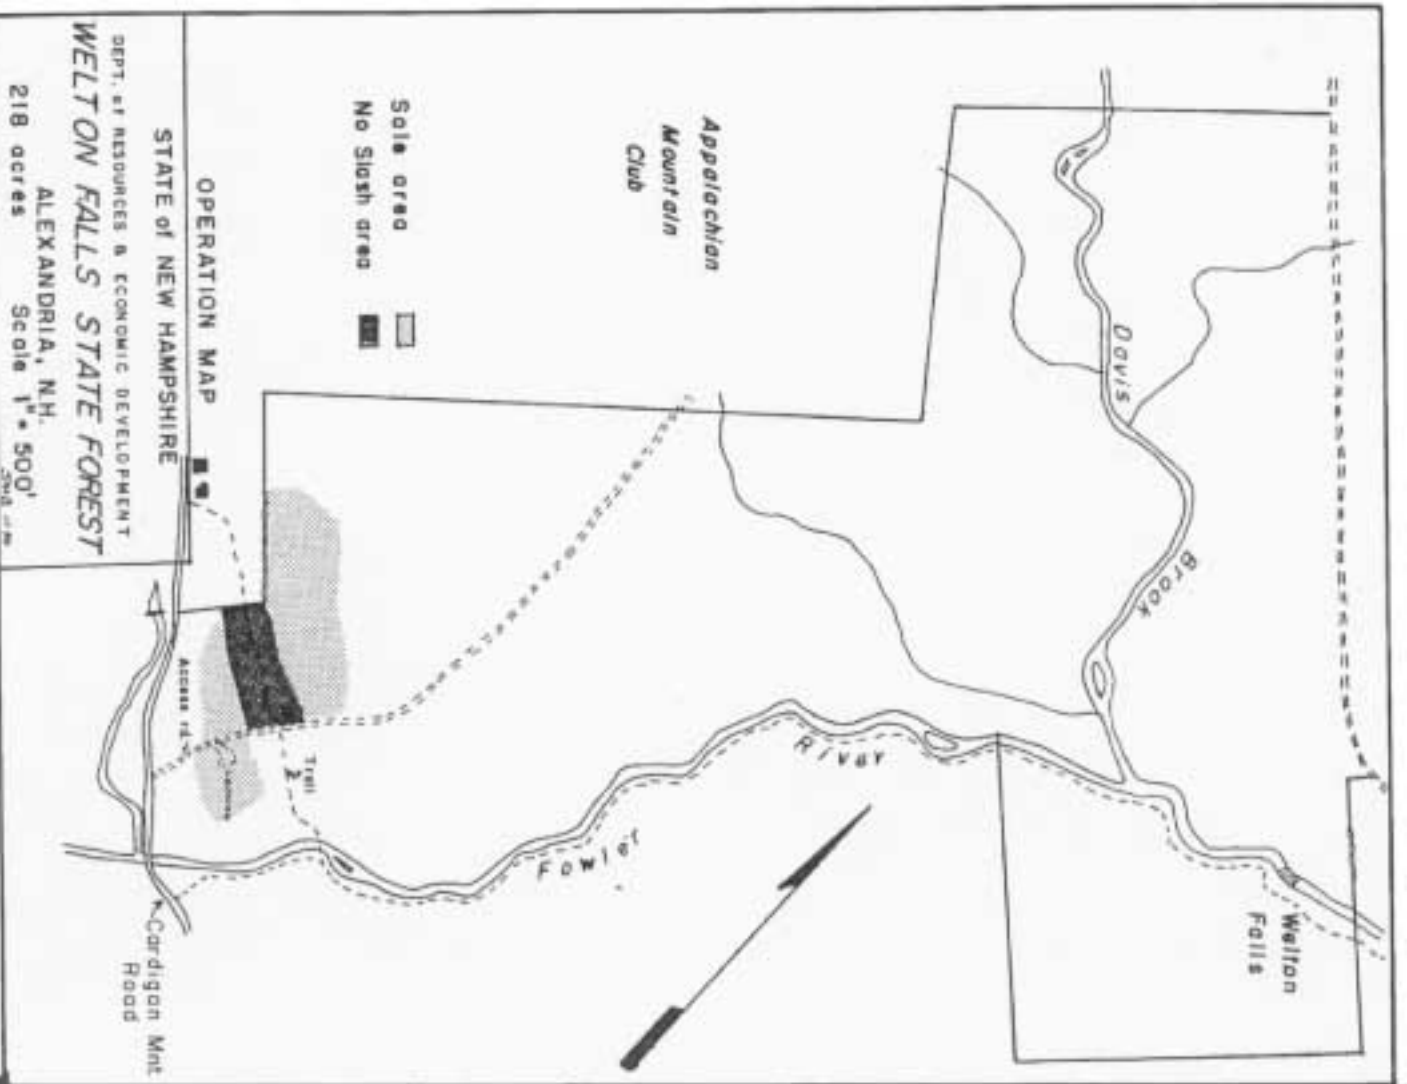 OPERATION MAP
STATE of NEW HAMPSHIRE
DEPT. of RESOURCES & ECONOMIC DEVELOPMENT
WELTON FALLS STATE FOREST
ALEXANDRIA, N.H.
218 acres Scale 1" = 500'
Sale area
No Slash area
Appalachian
Mountain
Club
Davis
Brook
River
Fowler
Welton
Falls
Trail
Access rd.
Cardigan Mnt
Road